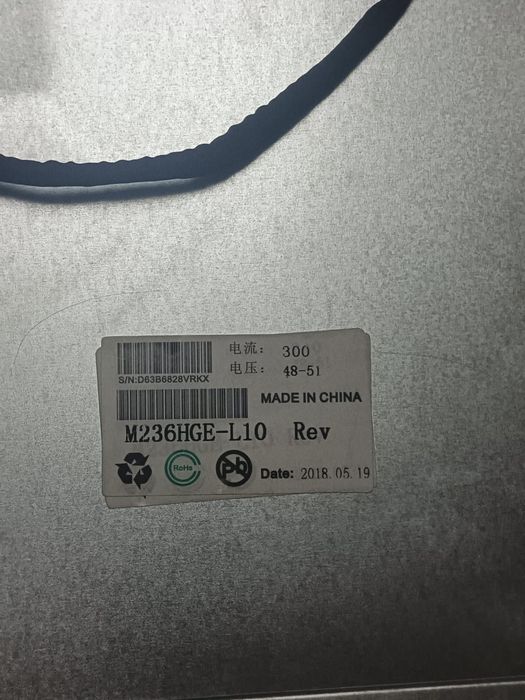 电流: 300
S/N:D63B6828VRKX
电压: 48-51
MADE IN CHINA
M236HGE-L10 Rev
RoHs
Pb
Date: 2018.05.19